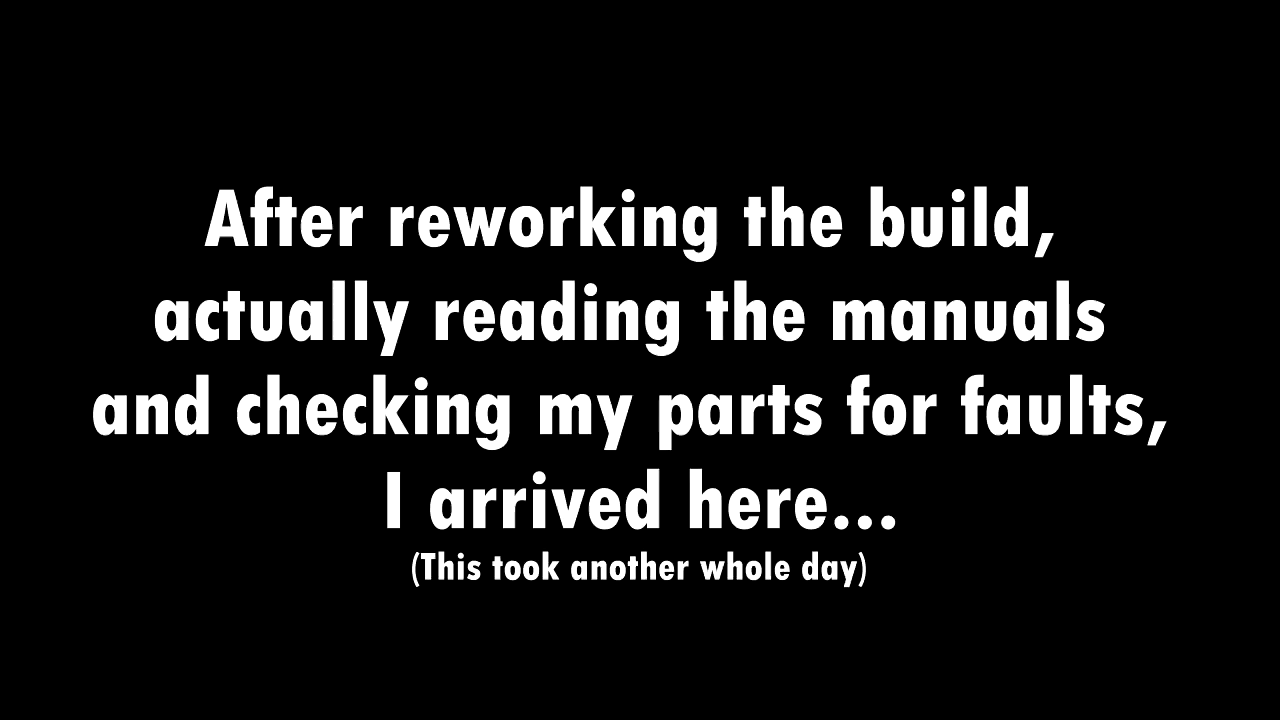 After reworking the build,
actually reading the manuals
and checking my parts for faults,
I arrived here...
(This took another whole day)